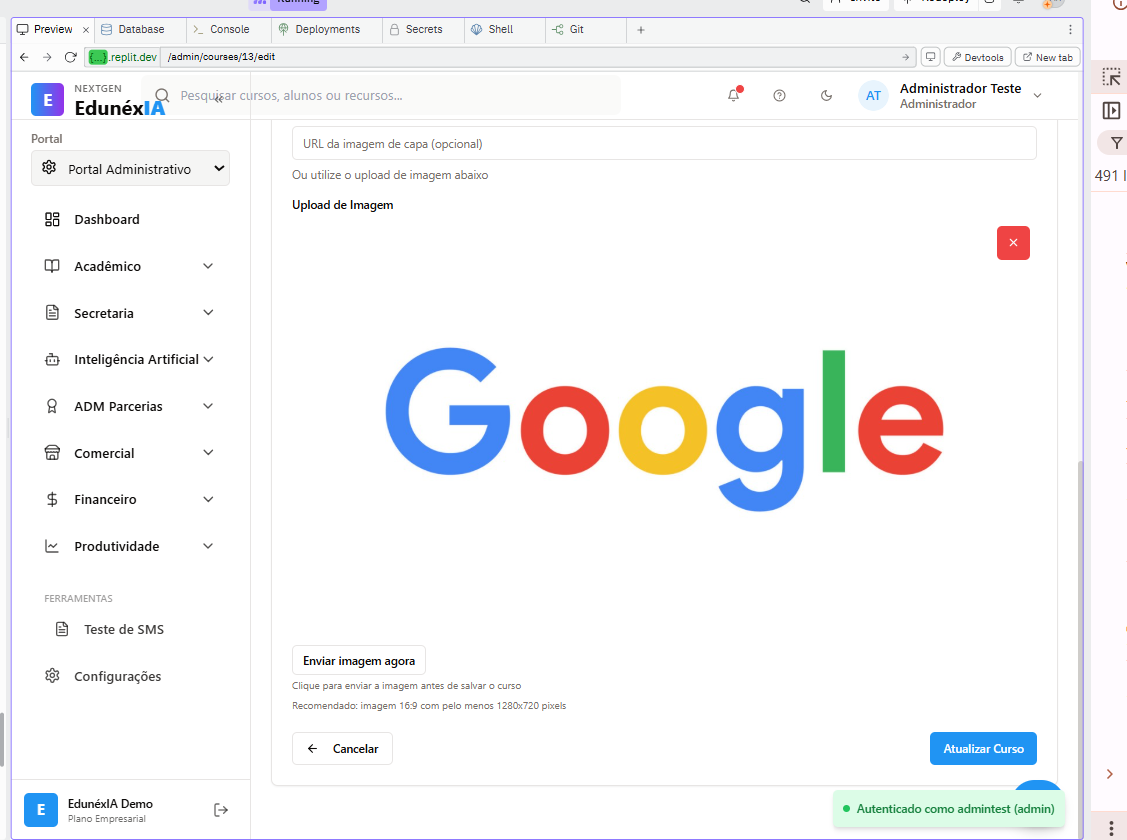 Running
Invite
Redeploy
Preview
Database
Console
Deployments
Secrets
Shell
Git
{...}.replit.dev
/admin/courses/13/edit
Devtools
New tab
E
NEXTGEN
EdunéxIA
Pesquisar cursos, alunos ou recursos...
AT
Administrador Teste
Administrador
Portal
Portal Administrativo
Dashboard
Acadêmico
Secretaria
Inteligência Artificial
ADM Parcerias
Comercial
Financeiro
Produtividade
FERRAMENTAS
Teste de SMS
Configurações
E
EdunéxIA Demo
Plano Empresarial
URL da imagem de capa (opcional)
Ou utilize o upload de imagem abaixo
Upload de Imagem
Google
Enviar imagem agora
Clique para enviar a imagem antes de salvar o curso
Recomendado: imagem 16:9 com pelo menos 1280x720 pixels
Cancelar
Atualizar Curso
Autenticado como admintest (admin)
491